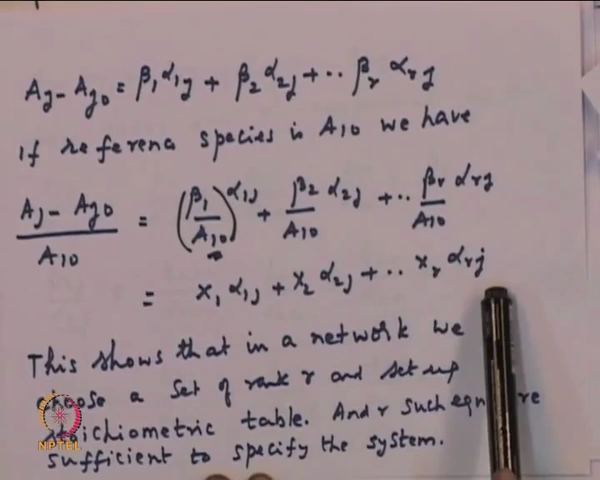 Aj - Aj0 = β1 α1j + β2 α2j + .. βr αrj
If referena species is A10 we have
Aj - Aj0 / A10 = (β1 / A10) α1j + β2 / A10 α2j + .. βr / A10 αrj
= x1 α1j + x2 α2j + .. xr αrj
This shows that in a network we
choose a set of rank r and set up
stoichiometric table. And r such eqn re
sufficient to specify the system.
NPTEL